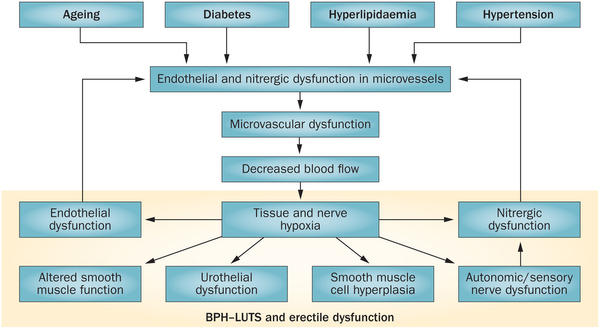 Ageing
Diabetes
Hyperlipidaemia
Hypertension
Endothelial and nitrergic dysfunction in microvessels
Microvascular dysfunction
Decreased blood flow
Endothelial
dysfunction
Tissue and nerve
hypoxia
Nitrergic
dysfunction
Altered smooth
muscle function
Urothelial
dysfunction
Smooth muscle
cell hyperplasia
Autonomic/sensory
nerve dysfunction
BPH–LUTS and erectile dysfunction